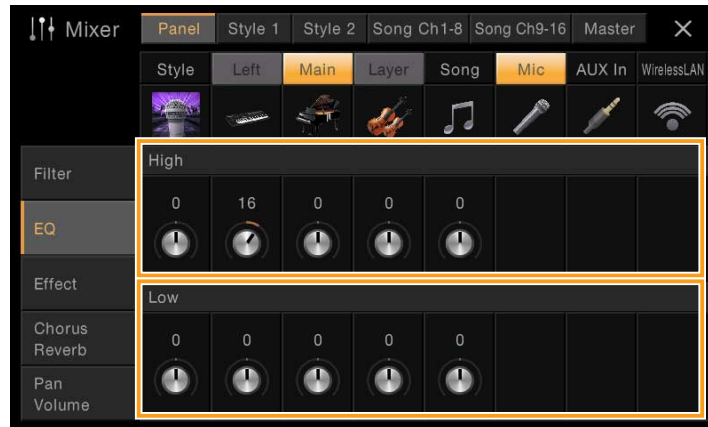 Mixer
Panel Style 1 Style 2 Song Ch1-8 Song Ch9-16 Master ×
Style Left Main Layer Song Mic AUX In WirelessLAN
Filter
EQ
Effect
Chorus
Reverb
Pan
Volume
High
0 16 0 0 0
Low
0 0 0 0 0